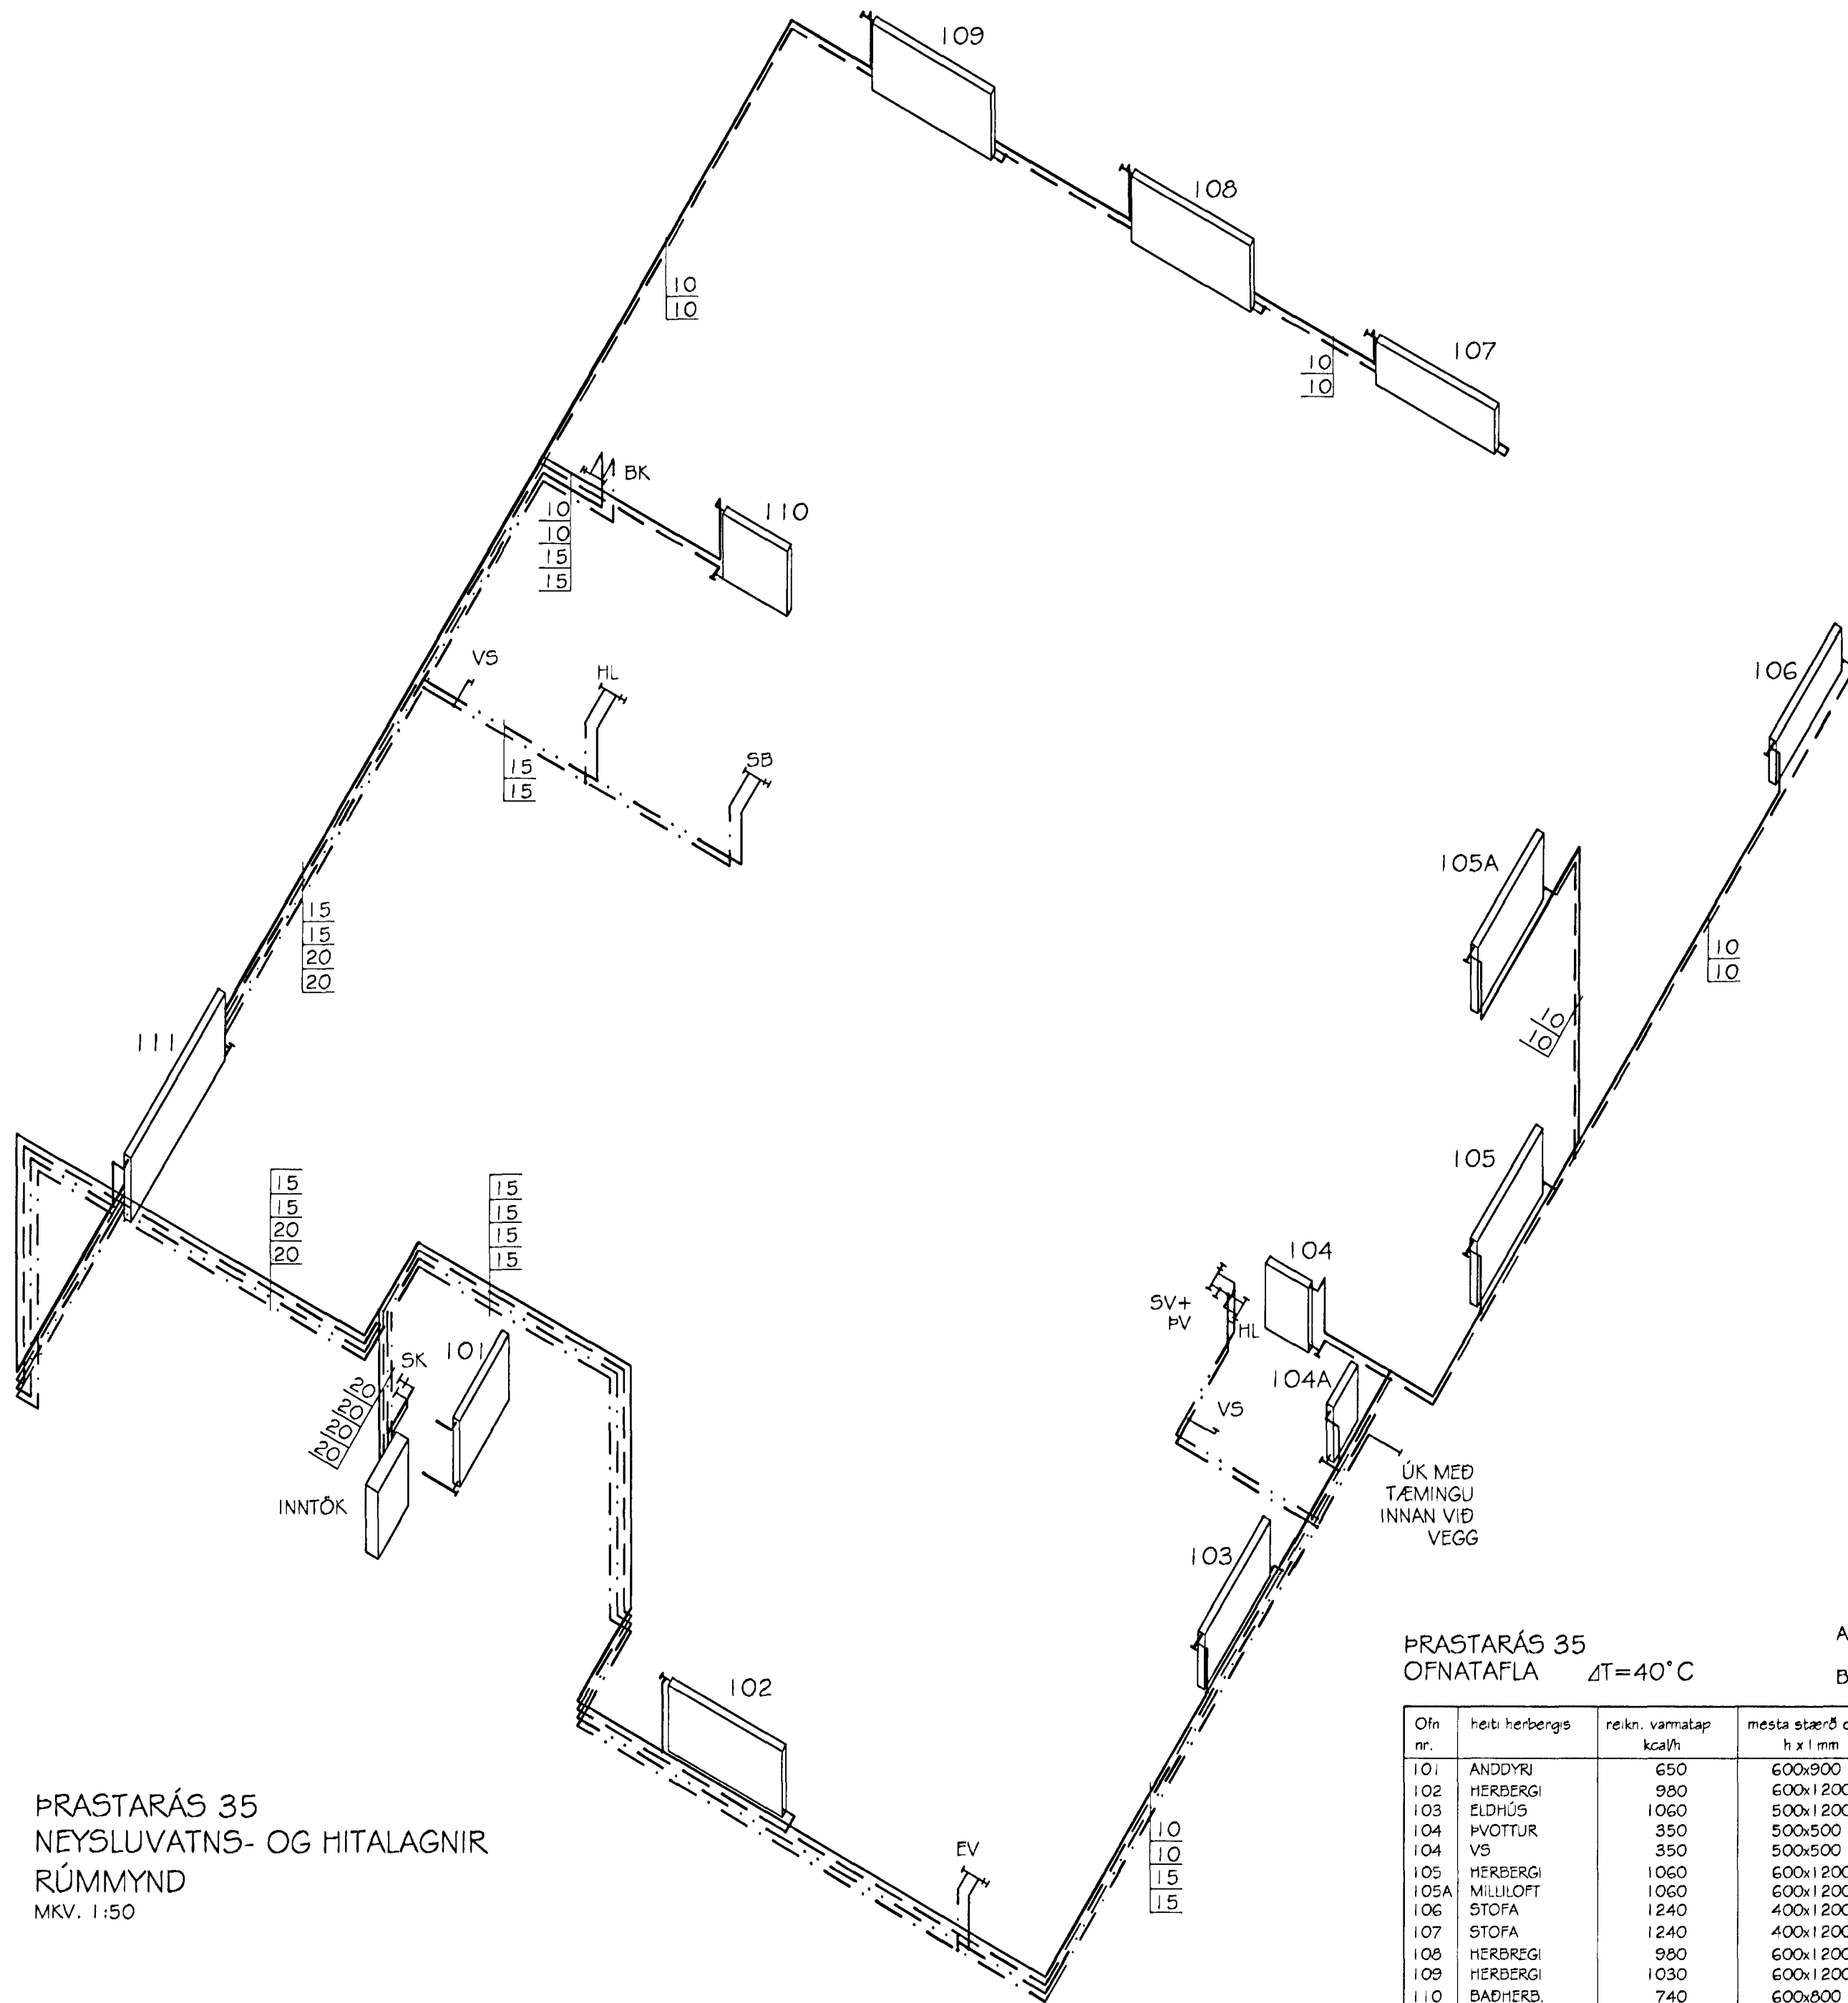 109
108
107
10
10
10
10
BK
110
10
10
15
15
VS
HL
SB
15
15
106
105A
10
10
10
10
15
15
20
20
111
105
15
15
20
20
15
15
15
15
104
SV+
ÞV
HL
104A
VS
SK
101
20
20
20
20
INNTÖK
ÚK MEÐ
TÆMINGU
INNAN VIÐ
VEGG
103
102
EV
10
10
15
15
ÞRASTARÁS 35
NEYSLUVATNS- OG HITALAGNIR
RÚMMYND
MKV. 1:50
ÞRASTARÁS 35
OFNATAFLA ΔT=40°C
A
B
Ofn nr. heiti herbergis reikn. varmatap kcal/h mesta stærð h x l mm
101 ANDDYRI 650 600x900
102 HERBERGI 980 600x1200
103 ELDHÚS 1060 500x1200
104 ÞVOTTUR 350 500x500
104 VS 350 500x500
105 HERBERGI 1060 600x1200
105A MILLILOFT 1060 600x1200
106 STOFA 1240 400x1200
107 STOFA 1240 400x1200
108 HERBREGI 980 600x1200
109 HERBERGI 1030 600x1200
110 BAÐHERB. 740 600x800